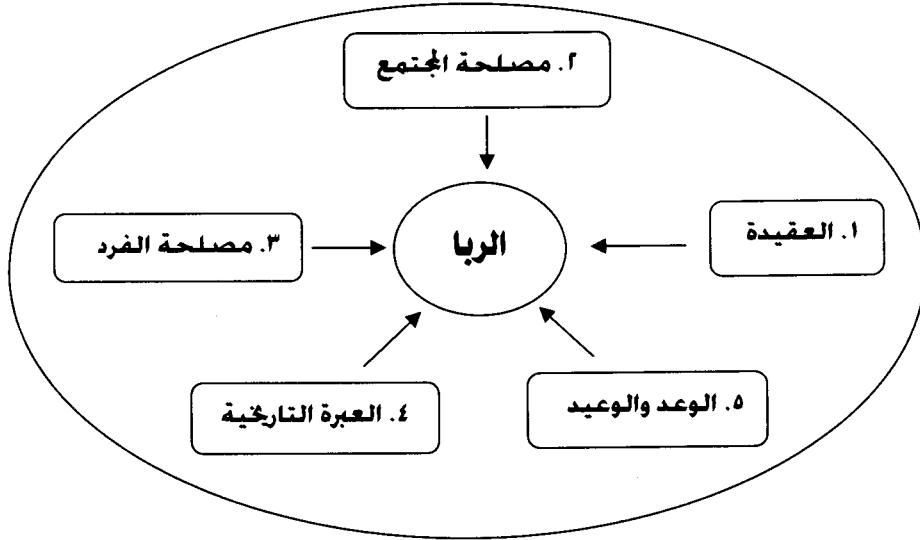 ٢. مصلحة المجتمع
١. العقيدة
الربا
٣. مصلحة الفرد
٥. الوعد والوعيد
٤. العبرة التاريخية